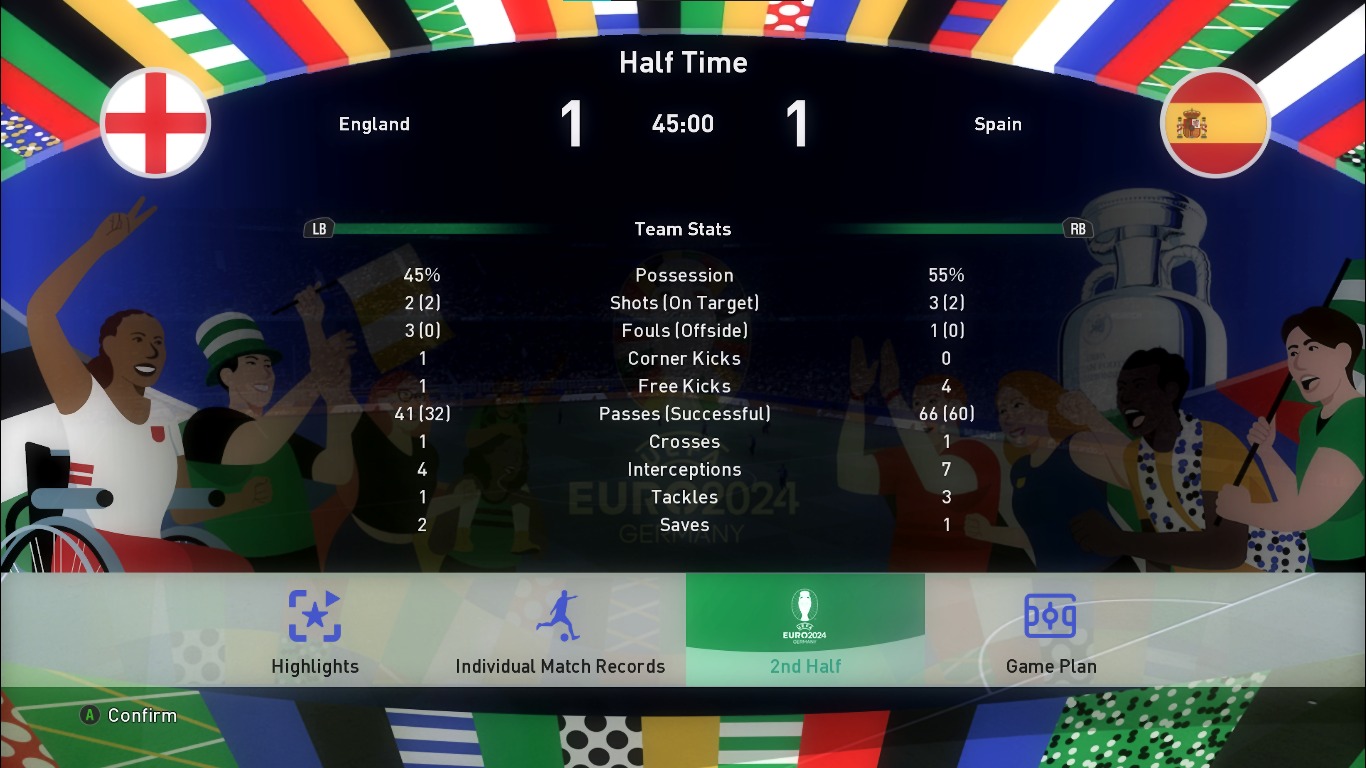 Half Time
England 1 45:00 1 Spain
LB Team Stats RB
45% Possession 55%
2 (2) Shots (On Target) 3 (2)
3 (0) Fouls (Offside) 1 (0)
1 Corner Kicks 0
1 Free Kicks 4
41 (32) Passes (Successful) 66 (60)
1 Crosses 1
4 Interceptions 7
1 Tackles 3
2 Saves 1
UEFA
EURO2024
GERMANY
UEFA
EURO2024
GERMANY
Highlights Individual Match Records 2nd Half Game Plan
A Confirm